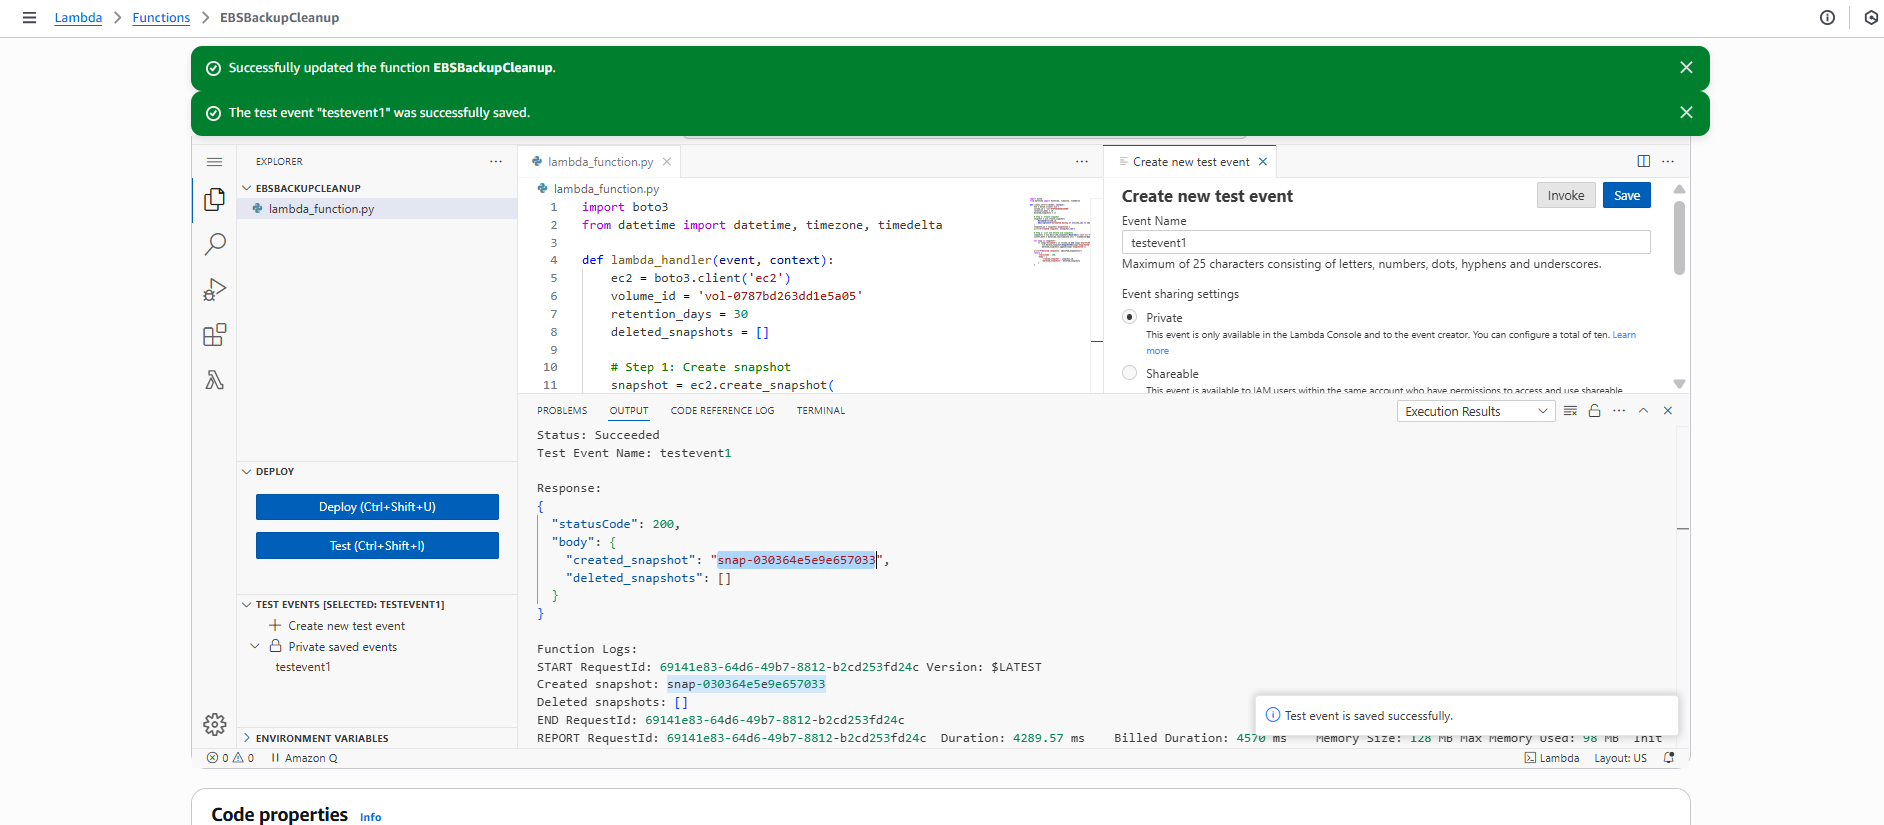 Lambda > Functions > EBSBackupCleanup
Successfully updated the function EBSBackupCleanup.
The test event "testevent1" was successfully saved.
EXPLORER
EBSBACKUPCLEANUP
lambda_function.py
lambda_function.py
lambda_function.py
1 import boto3
2 from datetime import datetime, timezone, timedelta
3
4 def lambda_handler(event, context):
5 ec2 = boto3.client('ec2')
6 volume_id = 'vol-0787bd263dd1e5a05'
7 retention_days = 30
8 deleted_snapshots = []
9
10 # Step 1: Create snapshot
11 snapshot = ec2.create_snapshot(
Create new test event
Create new test event
Invoke
Save
Event Name
testevent1
Maximum of 25 characters consisting of letters, numbers, dots, hyphens and underscores.
Event sharing settings
Private
This event is only available in the Lambda Console and to the event creator. You can configure a total of ten. Learn
more
Shareable
This event is available to IAM users within the same account who have permissions to access and use shareable
DEPLOY
Deploy (Ctrl+Shift+U)
Test (Ctrl+Shift+I)
TEST EVENTS [SELECTED: TESTEVENT1]
Create new test event
Private saved events
testevent1
ENVIRONMENT VARIABLES
PROBLEMS OUTPUT CODE REFERENCE LOG TERMINAL
Execution Results
Status: Succeeded
Test Event Name: testevent1
Response:
{
"statusCode": 200,
"body": {
"created_snapshot": "snap-030364e5e9e657033",
"deleted_snapshots": []
}
}
Function Logs:
START RequestId: 69141e83-64d6-49b7-8812-b2cd253fd24c Version: $LATEST
Created snapshot: snap-030364e5e9e657033
Deleted snapshots: []
END RequestId: 69141e83-64d6-49b7-8812-b2cd253fd24c
REPORT RequestId: 69141e83-64d6-49b7-8812-b2cd253fd24c Duration: 4289.57 ms Billed Duration: 4570 ms Memory Size: 128 MB Max Memory Used: 98 MB Init
Test event is saved successfully.
0 0 Amazon Q
Lambda Layout: US
Code properties Info